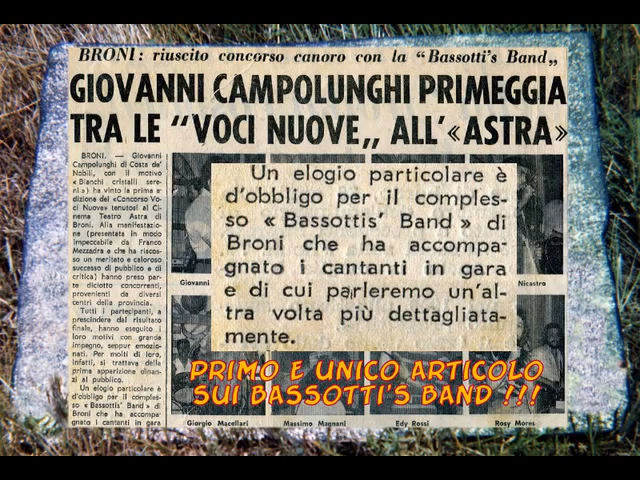 BRONI: riuscito concorso canoro con la "Bassotti's Band„
GIOVANNI CAMPOLUNGHI PRIMEGGIA
TRA LE "VOCI NUOVE„ ALL'«ASTRA»
BRONI. — Giovanni
Campolunghi di Costa de'
Nobili, con il motivo
«Bianchi cristalli sere-
ni» ha vinto la prima e-
dizione del «Concorso Vo-
ci Nuove» tenutosi al Ci-
nema Teatro Astra di
Broni. Alla manifestazio-
ne (presentata in modo
impeccabile da Franco
Mezzadra e che ha riscos-
so un meritato e caloroso
successo di pubblico e di
critica) hanno preso par-
te diciotto concorrenti,
provenienti da diversi
centri della provincia.
Tutti i partecipanti, a
prescindere dal risultato
finale, hanno eseguito i
loro motivi con grande
impegno, seppur emozio-
nati. Per molti di loro,
infatti, si trattava della
prima apparizione dinan-
zi al pubblico.
Un elogio particolare è
d'obbligo per il comples-
so «Bassottis' Band» di
Broni che ha accompa-
gnato i cantanti in gara
Un elogio particolare è
d'obbligo per il comples-
so «Bassottis' Band» di
Broni che ha accompa-
gnato i cantanti in gara
e di cui parleremo un'al-
tra volta più dettagliata-
mente.
Giovanni
Nicastro
PRIMO E UNICO ARTICOLO
SUI BASSOTTI'S BAND !!!
Giorgio Macellari
Massimo Magnani
Edy Rossi
Rosy Mores